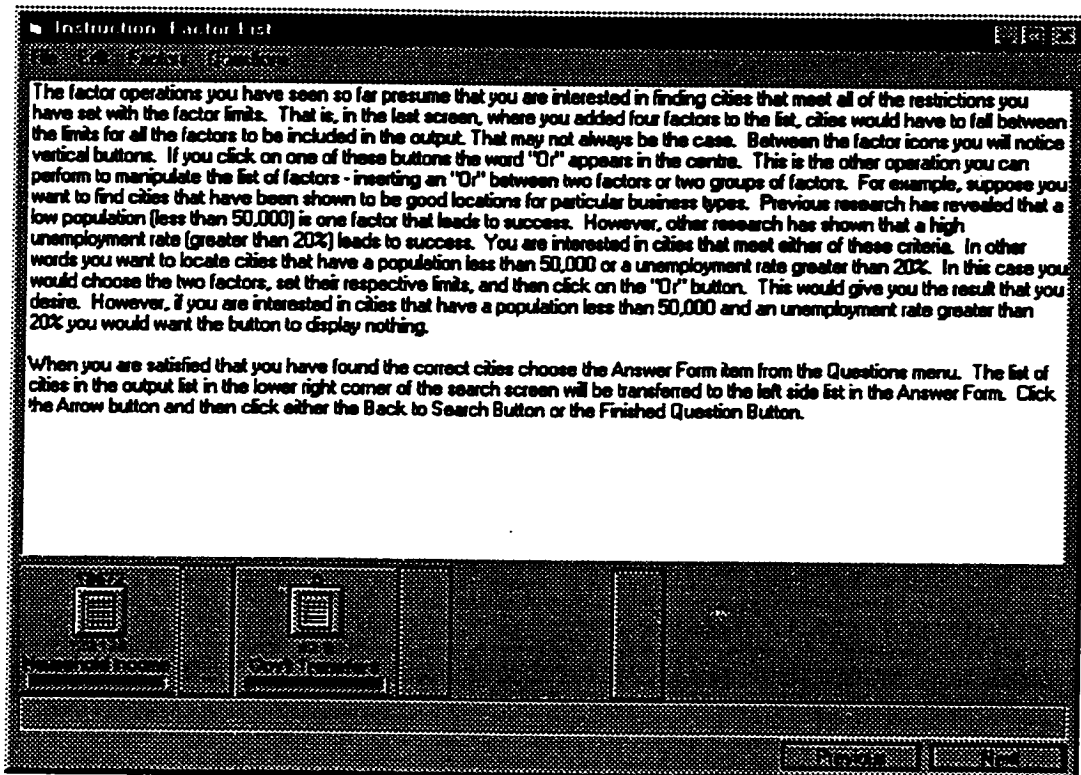 Instruction Factor List
File Edit Factors Questions
The factor operations you have seen so far presume that you are interested in finding cities that meet all of the restrictions you
have set with the factor limits. That is, in the last screen, where you added four factors to the list, cities would have to fall between
the limits for all the factors to be included in the output. That may not always be the case. Between the factor icons you will notice
vertical buttons. If you click on one of these buttons the word "Or" appears in the centre. This is the other operation you can
perform to manipulate the list of factors - inserting an "Or" between two factors or two groups of factors. For example, suppose you
want to find cities that have been shown to be good locations for particular business types. Previous research has revealed that a
low population (less than 50,000) is one factor that leads to success. However, other research has shown that a high
unemployment rate (greater than 20%) leads to success. You are interested in cities that meet either of these criteria. In other
words you want to locate cities that have a population less than 50,000 or a unemployment rate greater than 20%. In this case you
would choose the two factors, set their respective limits, and then click on the "Or" button. This would give you the result that you
desire. However, if you are interested in cities that have a population less than 50,000 and an unemployment rate greater than
20% you would want the button to display nothing.
When you are satisfied that you have found the correct cities choose the Answer Form item from the Questions menu. The list of
cities in the output list in the lower right corner of the search screen will be transferred to the left side list in the Answer Form. Click
the Arrow button and then click either the Back to Search Button or the Finished Question Button.
Household Income Gov't Transfers
Previous Next